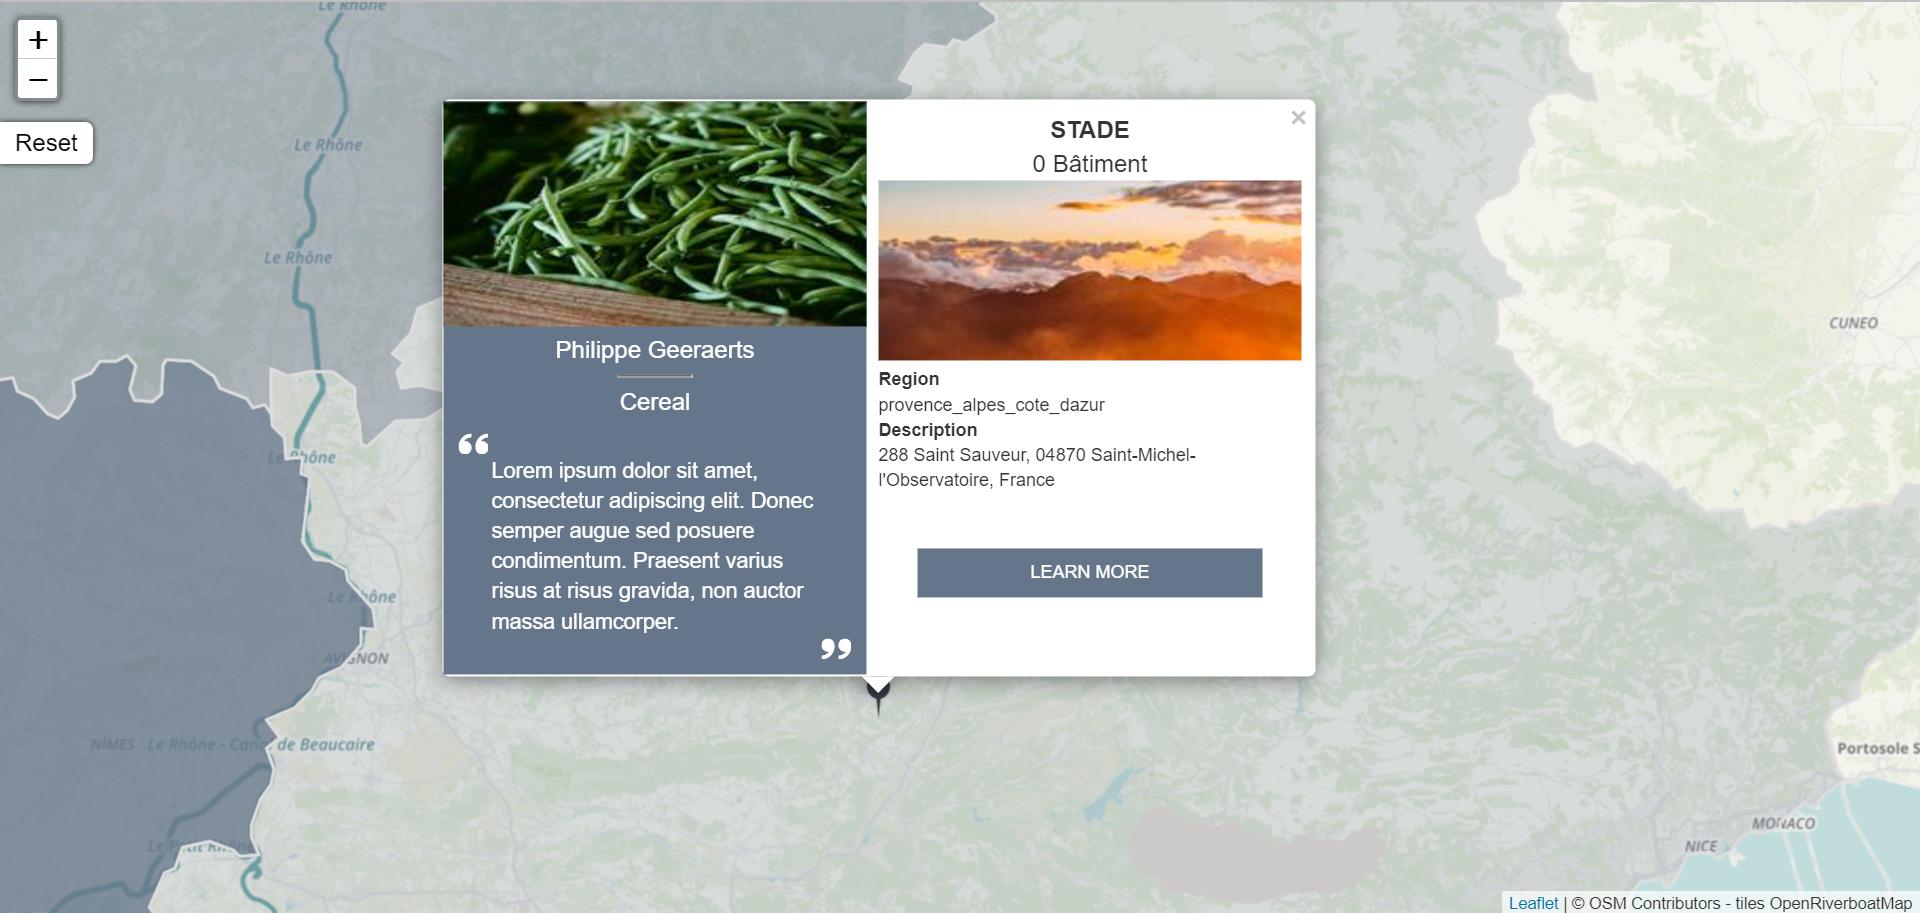 Le Rhône
+
−
Reset
Le Rhône
Le Rhône
Le Rhône
Le Rhône
AVIGNON
NÎMES
Le Rhône - Canal de Beaucaire
Le Petit Rhône
Philippe Geeraerts
Cereal
“
Lorem ipsum dolor sit amet,
consectetur adipiscing elit. Donec
semper augue sed posuere
condimentum. Praesent varius
risus at risus gravida, non auctor
massa ullamcorper.
”
STADE
×
0 Bâtiment
Region
provence_alpes_cote_dazur
Description
288 Saint Sauveur, 04870 Saint-Michel-
l'Observatoire, France
LEARN MORE
CUNEO
Portosole S
MONACO
NICE
Leaflet | © OSM Contributors - tiles OpenRiverboatMap